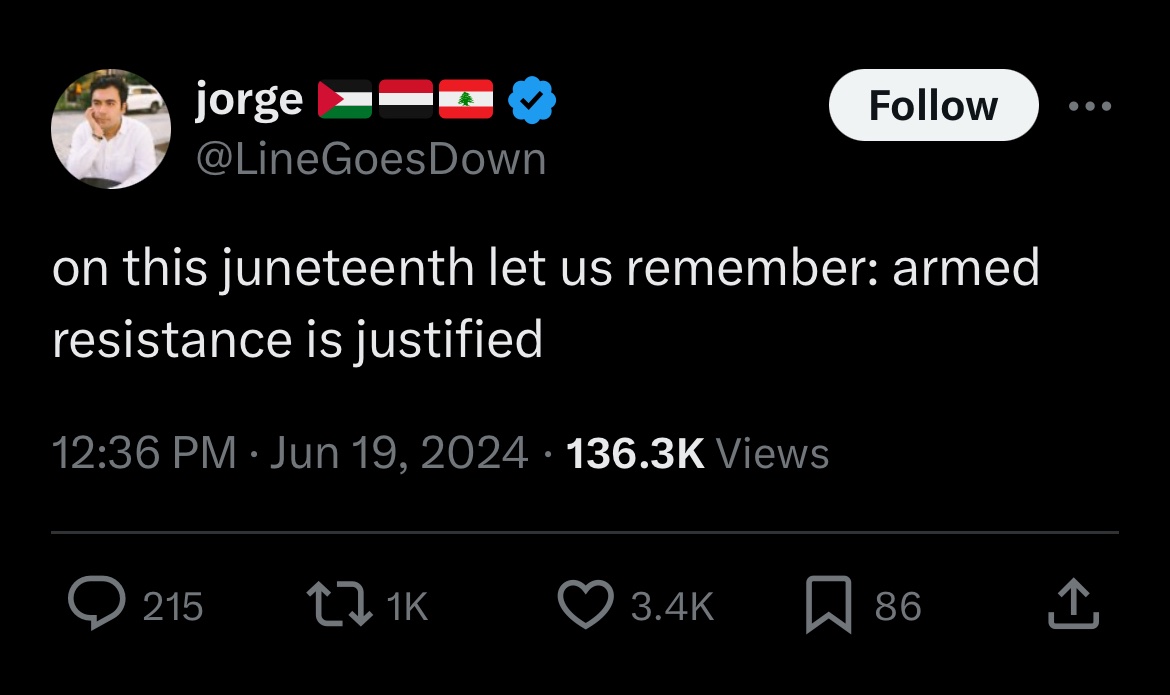 jorge 🇵🇸🇾🇪🇱🇧
Follow
@LineGoesDown
on this juneteenth let us remember: armed
resistance is justified
12:36 PM · Jun 19, 2024 · 136.3K Views
215 1K 3.4K 86